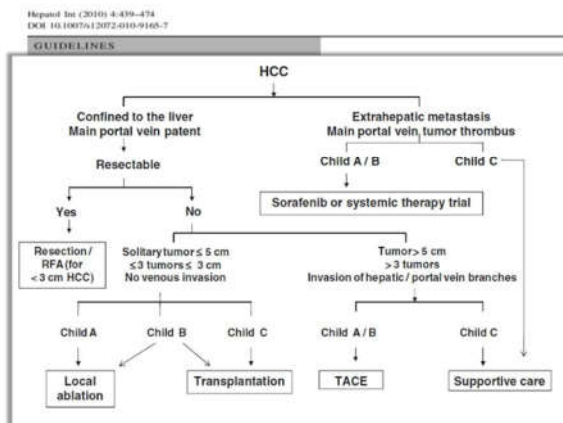 Hepatol Int (2010) 4:439–474
DOI 10.1007/s12072-010-9165-7
GUIDELINES
HCC
Confined to the liver
Main portal vein patent
Extrahepatic metastasis
Main portal vein tumor thrombus
Resectable
Child A / B
Child C
Yes
No
Sorafenib or systemic therapy trial
Resection /
RFA (for
< 3 cm HCC)
Solitary tumor ≤ 5 cm
≤ 3 tumors ≤ 3 cm
No venous invasion
Tumor > 5 cm
> 3 tumors
Invasion of hepatic / portal vein branches
Child A
Child B
Child C
Child A / B
Child C
Local
ablation
Transplantation
TACE
Supportive care